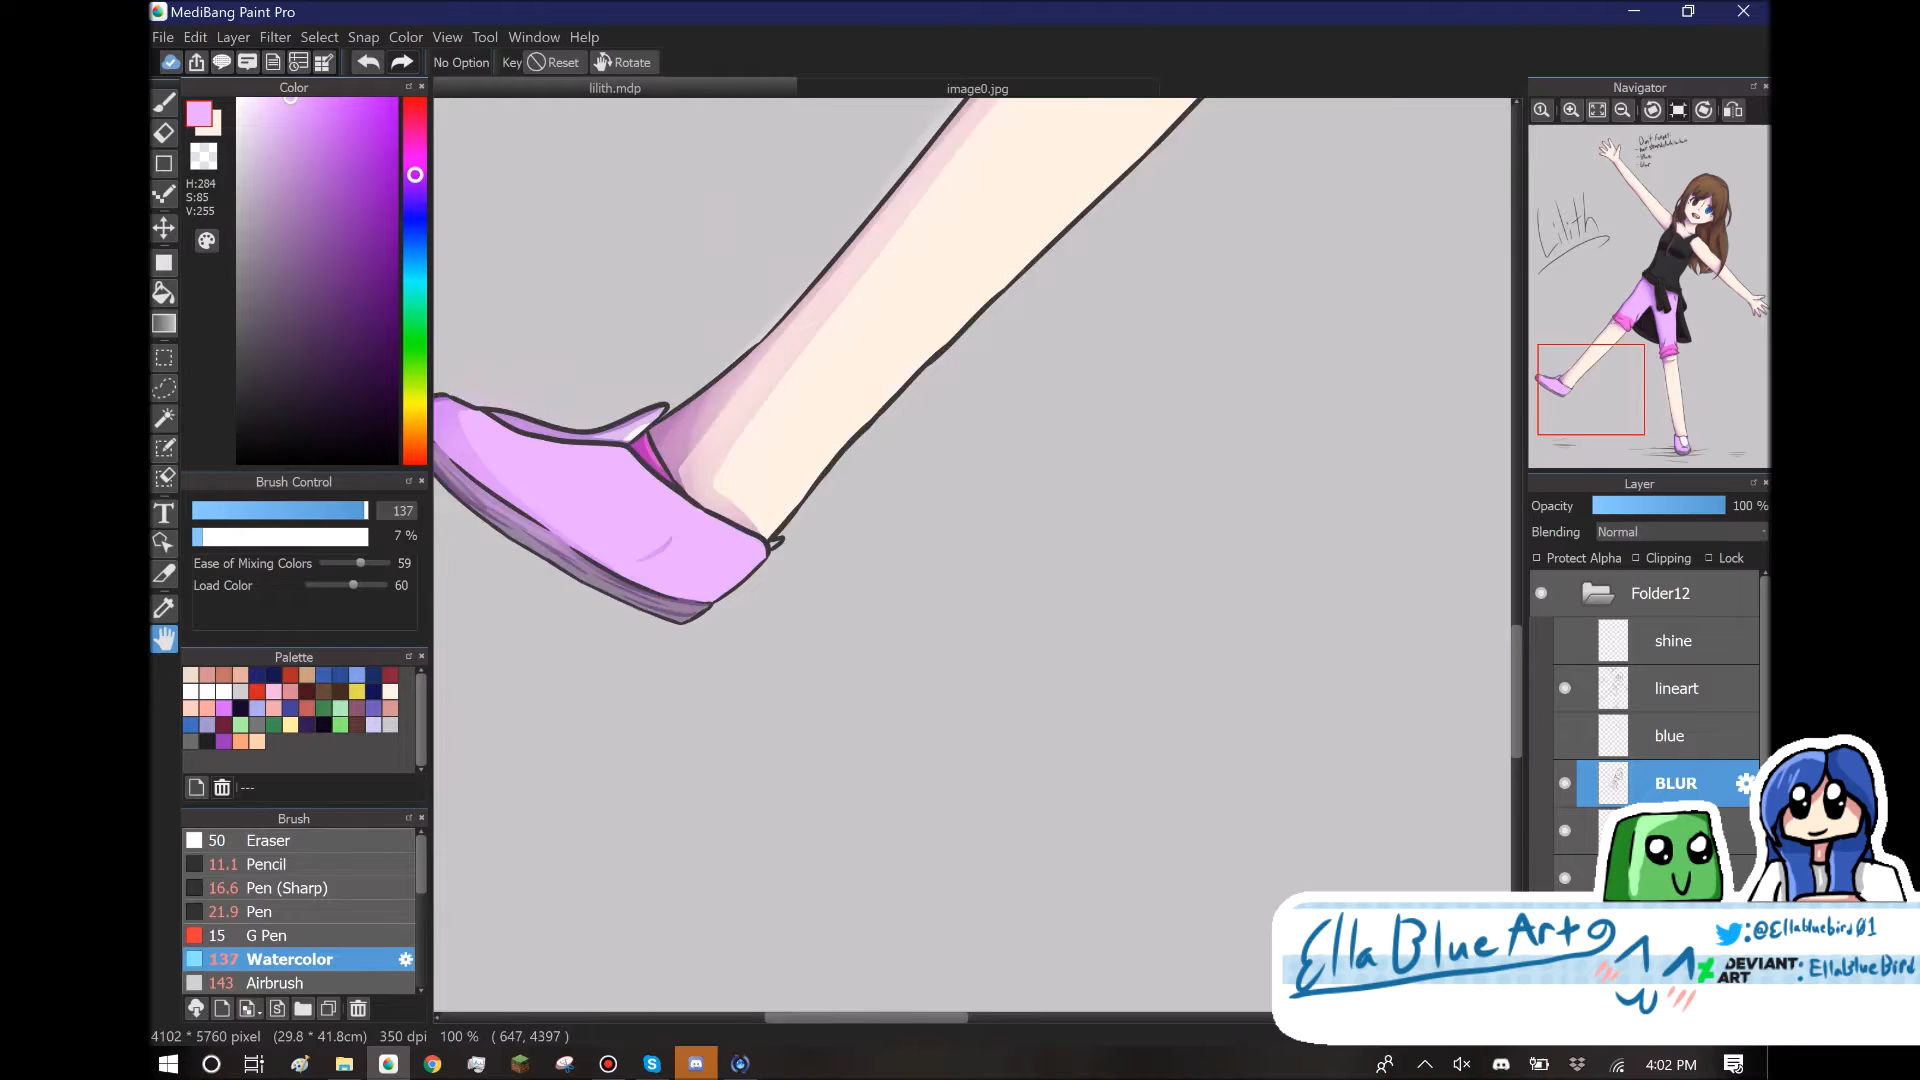 MediBang Paint Pro
File Edit Layer Filter Select Snap Color View Tool Window Help
No Option Key Reset Rotate
Color
lilith.mdp
image0.jpg
Navigator
H:284
S:85
V:255
Don't forget:
Blue
blur
Lilith
Brush Control
137
7 %
Ease of Mixing Colors 59
Load Color 60
Palette
---
Brush
50 Eraser
11.1 Pencil
16.6 Pen (Sharp)
21.9 Pen
15 G Pen
137 Watercolor
143 Airbrush
Layer
Opacity 100 %
Blending Normal
Protect Alpha Clipping Lock
Folder12
shine
lineart
blue
BLUR
Ella Blue Art
:@Ellabluebird01
DEVIANT ART : EllaBlueBird
4102 * 5760 pixel (29.8 * 41.8cm) 350 dpi 100 % ( 647, 4397 )
4:02 PM